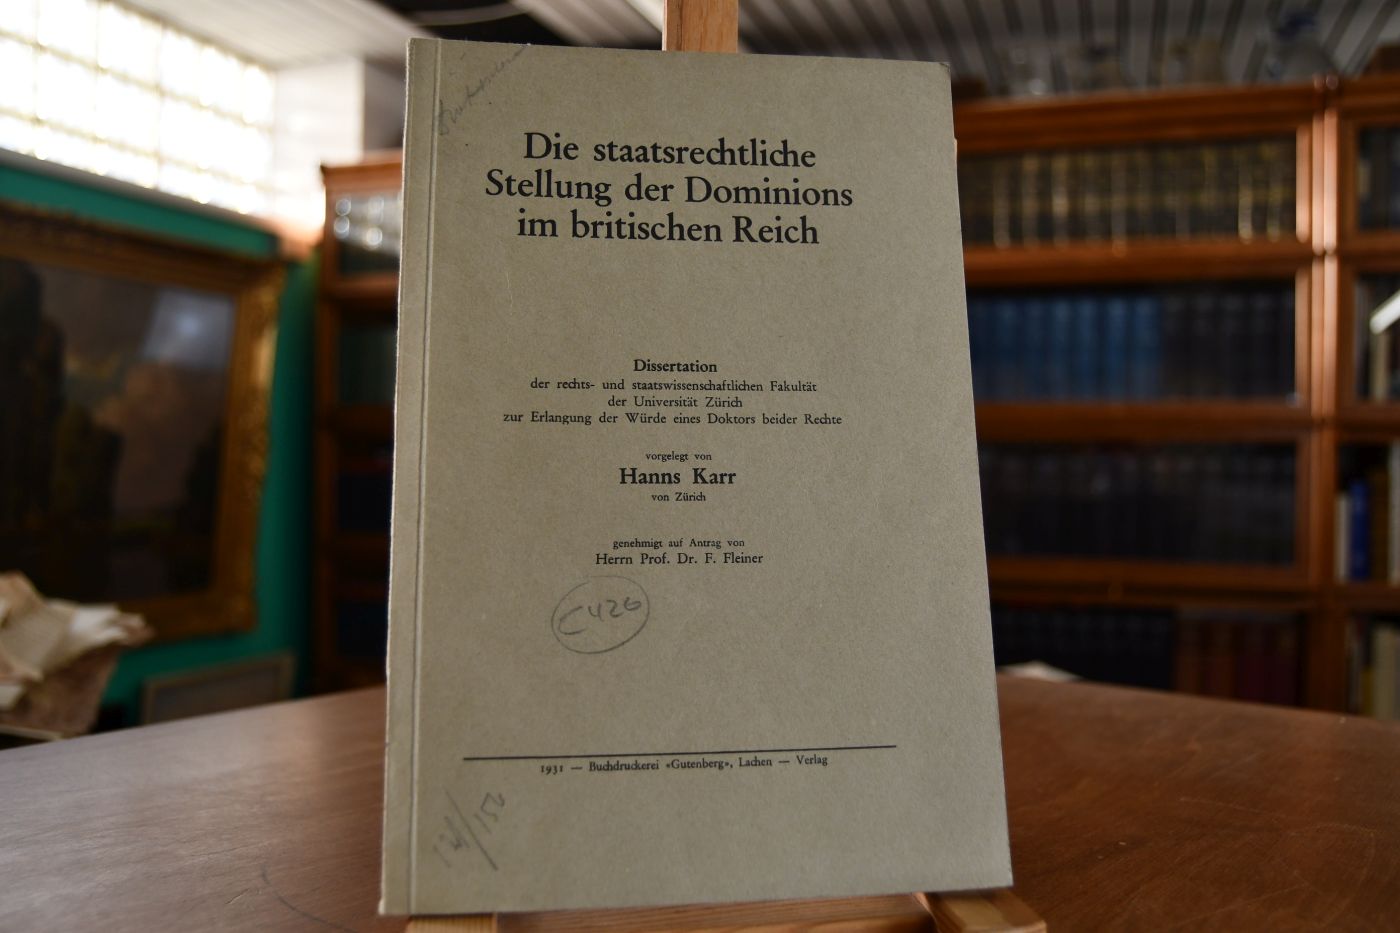 Die staatsrechtliche
Stellung der Dominions
im britischen Reich
Dissertation
der rechts- und staatswissenschaftlichen Fakultät
der Universität Zürich
zur Erlangung der Würde eines Doktors beider Rechte
vorgelegt von
Hanns Karr
von Zürich
genehmigt auf Antrag von
Herrn Prof. Dr. F. Fleiner
C426
1931 — Buchdruckerei «Gutenberg», Lachen — Verlag